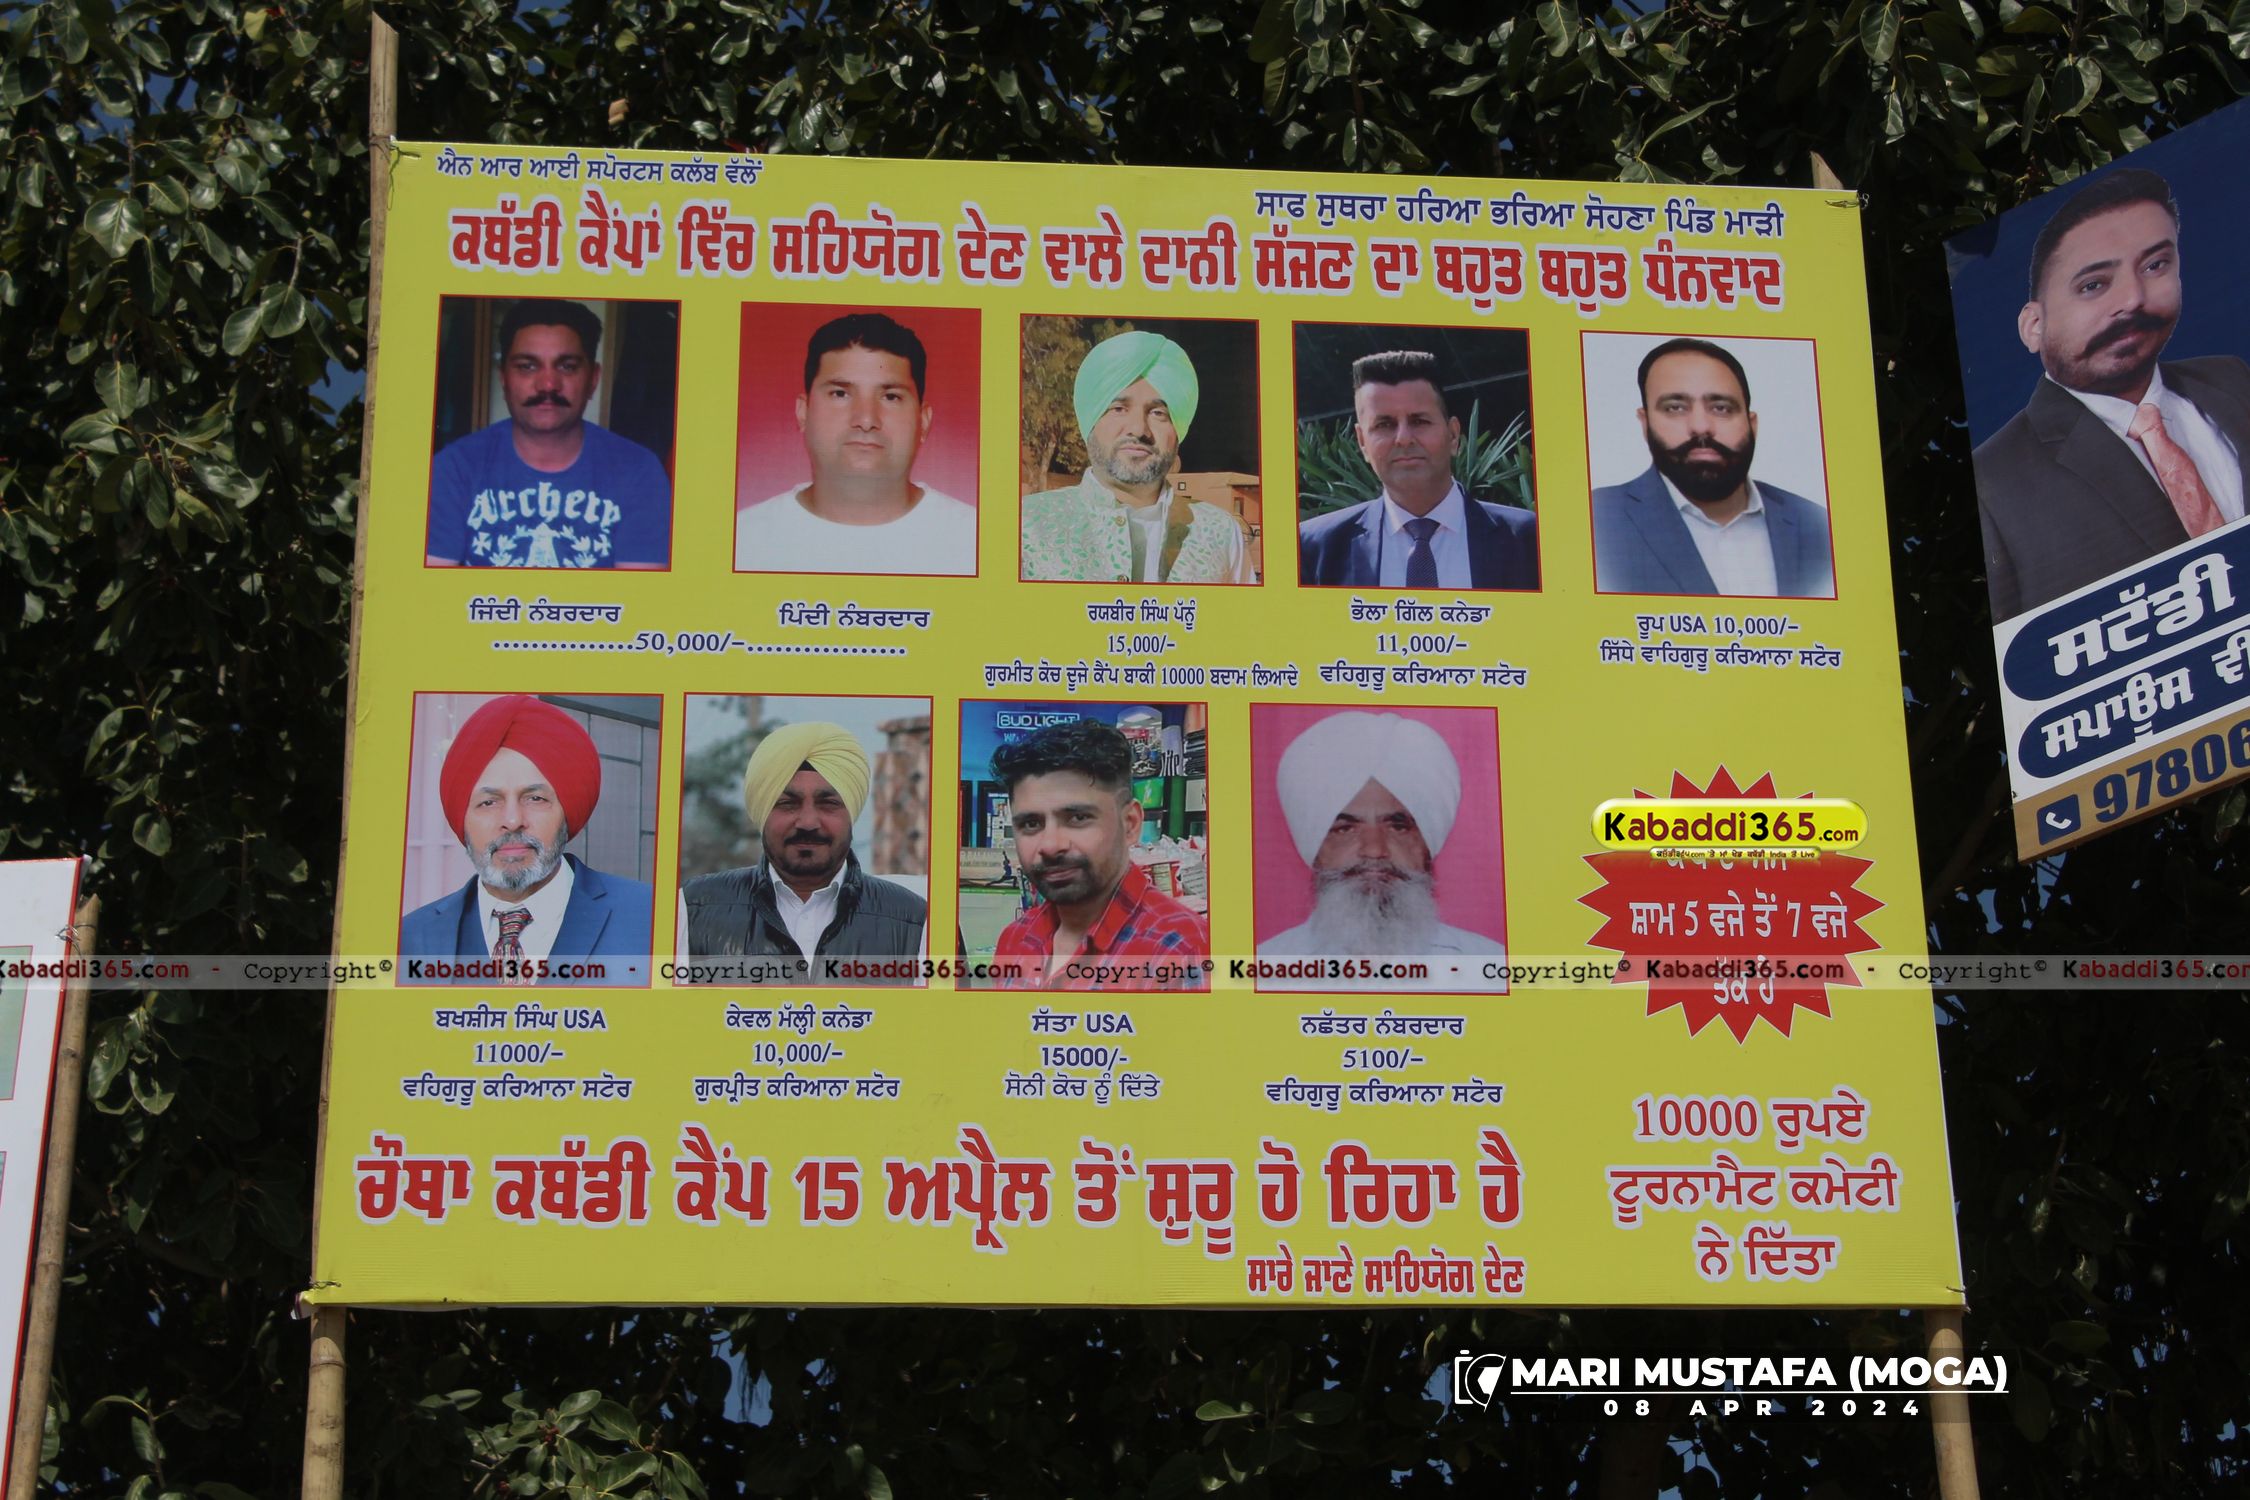 ਐਨ ਆਰ ਆਈ ਸਪੋਰਟਸ ਕਲੱਬ ਵੱਲੋਂ
ਸਾਫ ਸੁਥਰਾ ਹਰਿਆ ਭਰਿਆ ਸੋਹਣਾ ਪਿੰਡ ਮਾੜੀ
ਕਬੱਡੀ ਕੈਂਪਾਂ ਵਿੱਚ ਸਹਿਯੋਗ ਦੇਣ ਵਾਲੇ ਦਾਨੀ ਸੱਜਣ ਦਾ ਬਹੁਤ ਬਹੁਤ ਧੰਨਵਾਦ
Archery
ਜਿੰਦੀ ਨੰਬਰਦਾਰ
ਪਿੰਦੀ ਨੰਬਰਦਾਰ
...............50,000/-.................
ਰਯਬੀਰ ਸਿੰਘ ਪੰਨੂੰ
15,000/-
ਗੁਰਮੀਤ ਕੋਚ ਦੂਜੇ ਕੈਂਪ ਬਾਕੀ 10000 ਬਦਾਮ ਲਿਆਦੇ
ਭੋਲਾ ਗਿੱਲ ਕਨੇਡਾ
11,000/-
ਵਹਿਗੁਰੂ ਕਰਿਆਨਾ ਸਟੋਰ
ਰੂਪ USA 10,000/-
ਸਿੱਧੇ ਵਾਹਿਗੁਰੂ ਕਰਿਆਨਾ ਸਟੋਰ
BUD LIGHT
ਬਖਸ਼ੀਸ ਸਿੰਘ USA
11000/-
ਵਹਿਗੁਰੂ ਕਰਿਆਨਾ ਸਟੋਰ
ਕੇਵਲ ਮੱਲ੍ਹੀ ਕਨੇਡਾ
10,000/-
ਗੁਰਪ੍ਰੀਤ ਕਰਿਆਨਾ ਸਟੋਰ
ਸੱਤਾ USA
15000/-
ਸੋਨੀ ਕੋਚ ਨੂੰ ਦਿੱਤੇ
ਨਛੱਤਰ ਨੰਬਰਦਾਰ
5100/-
ਵਹਿਗੁਰੂ ਕਰਿਆਨਾ ਸਟੋਰ
Kabaddi365.com
ਸ਼ਾਮ 5 ਵਜੇ ਤੋਂ 7 ਵਜੇ
ਤੱਕ ਹੈ
10000 ਰੁਪਏ
ਟੂਰਨਾਮੈਟ ਕਮੇਟੀ
ਨੇ ਦਿੱਤਾ
ਚੌਥਾ ਕਬੱਡੀ ਕੈਂਪ 15 ਅਪ੍ਰੈਲ ਤੋਂ ਸ਼ੁਰੂ ਹੋ ਰਿਹਾ ਹੈ
ਸਾਰੇ ਜਾਣੇ ਸਾਹਿਯੋਗ ਦੇਣ
ਸਟੱਡੀ
ਸਪਾਊਸ ਵੀ
97806
Kabaddi365.com - Copyright© Kabaddi365.com - Copyright© Kabaddi365.com - Copyright© Kabaddi365.com - Copyright© Kabaddi365.com - Copyright© Kabaddi365.com
MARI MUSTAFA (MOGA)
08 APR 2024